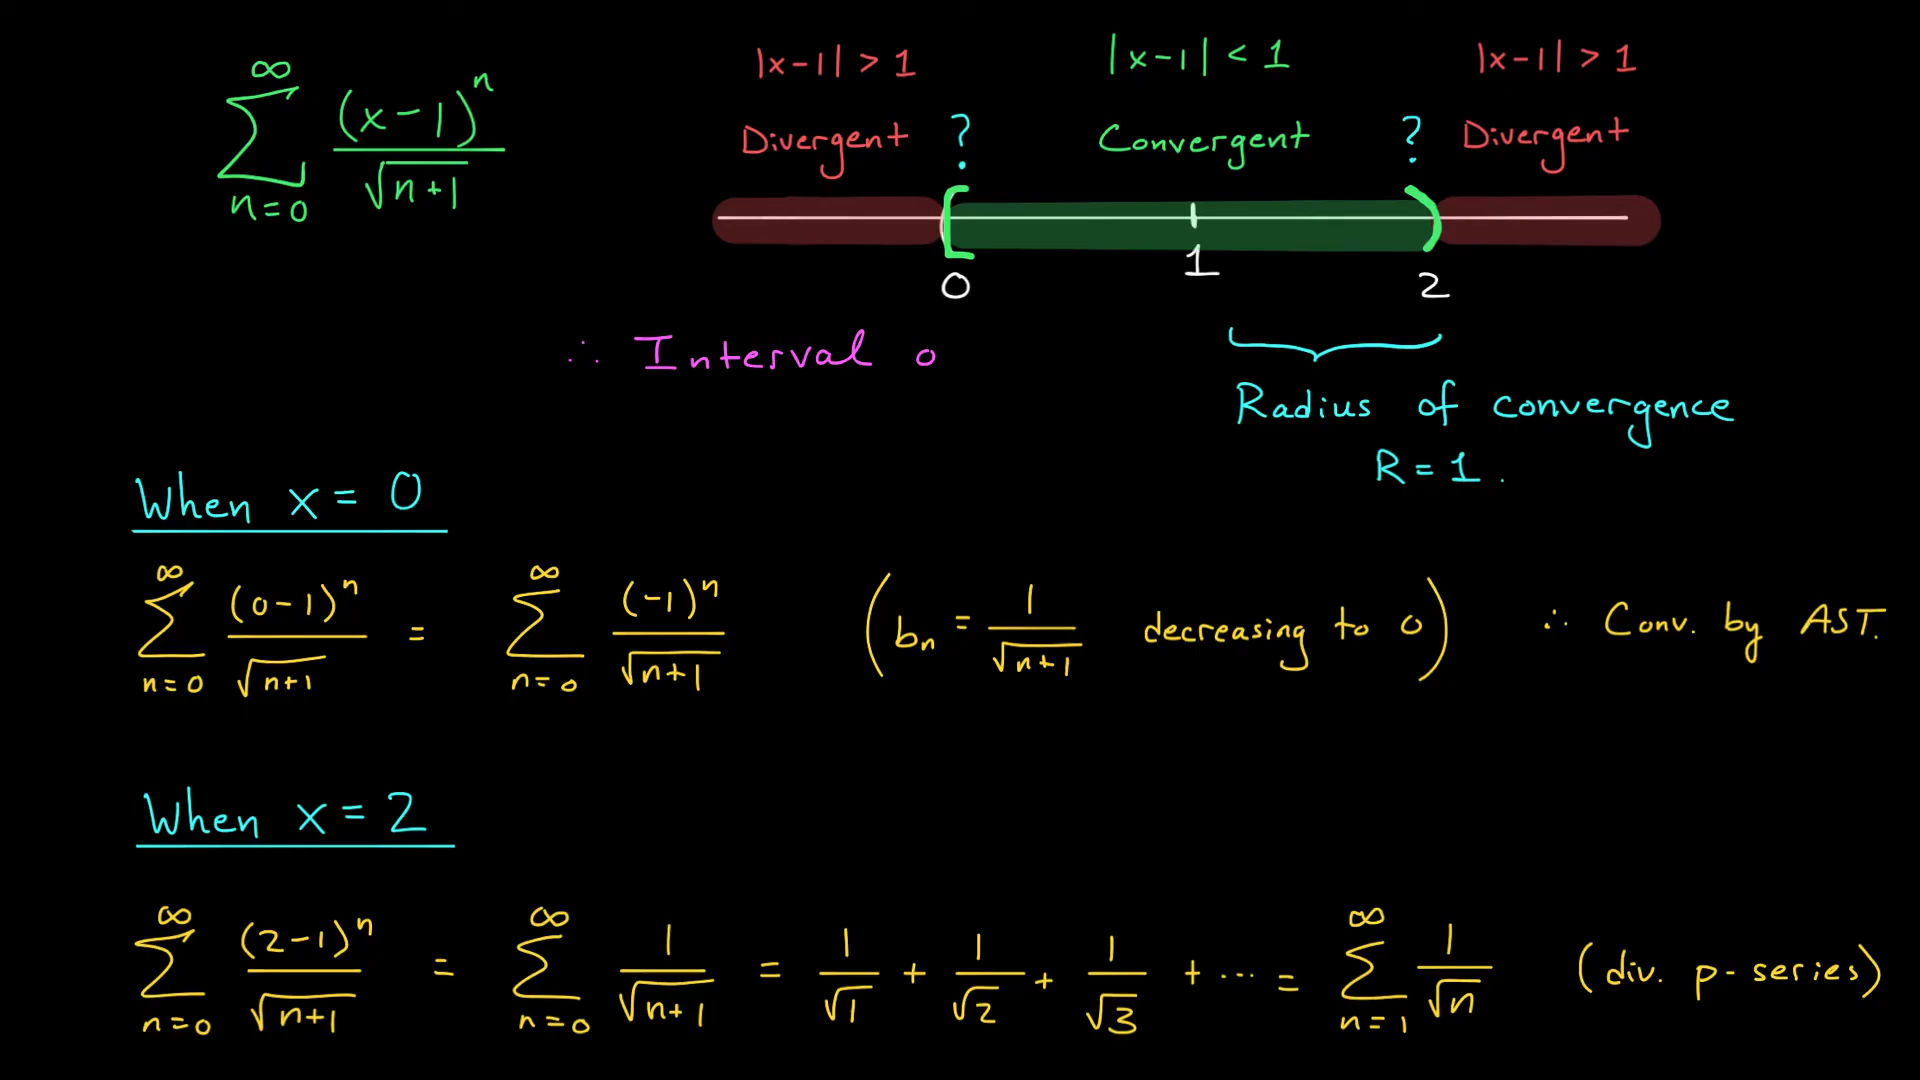 ∞
∑ (x-1)ⁿ / √(n+1)
n=0
|x-1| > 1 |x-1| < 1 |x-1| > 1
Divergent ? Convergent ? Divergent
0 1 2
∴ Interval o
Radius of convergence
R = 1 .
When x = 0
∞ ∞
∑ (0-1)ⁿ / √(n+1) = ∑ (-1)ⁿ / √(n+1) ( bₙ = 1 / √(n+1) decreasing to 0 ) ∴ Conv. by AST.
n=0 n=0
When x = 2
∞ ∞ ∞
∑ (2-1)ⁿ / √(n+1) = ∑ 1 / √(n+1) = 1/√1 + 1/√2 + 1/√3 + ... = ∑ 1/√n (div. p-series)
n=0 n=0 n=1